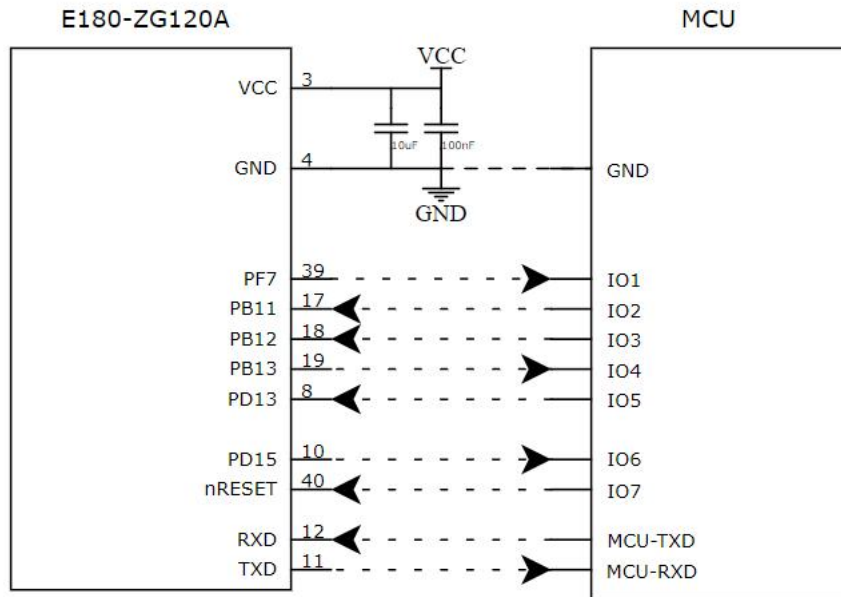 E180-ZG120A MCU
VCC
VCC 3
10uF 100nF
GND 4 GND
GND
PF7 39 IO1
PB11 17 IO2
PB12 18 IO3
PB13 19 IO4
PD13 8 IO5
PD15 10 IO6
nRESET 40 IO7
RXD 12 MCU-TXD
TXD 11 MCU-RXD